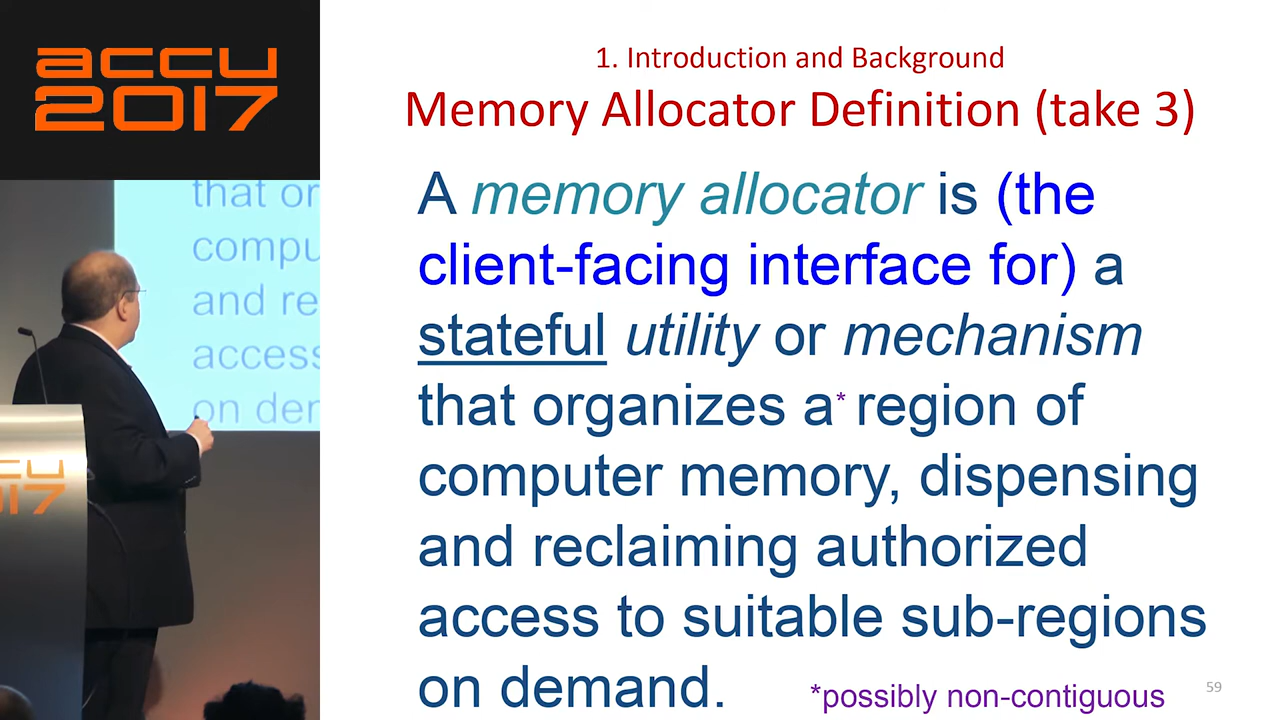 accu
2017
that or
compu
and re
access
on der
CU
017
1. Introduction and Background
Memory Allocator Definition (take 3)
A memory allocator is (the
client-facing interface for) a
stateful utility or mechanism
that organizes a* region of
computer memory, dispensing
and reclaiming authorized
access to suitable sub-regions
on demand.
*possibly non-contiguous
59